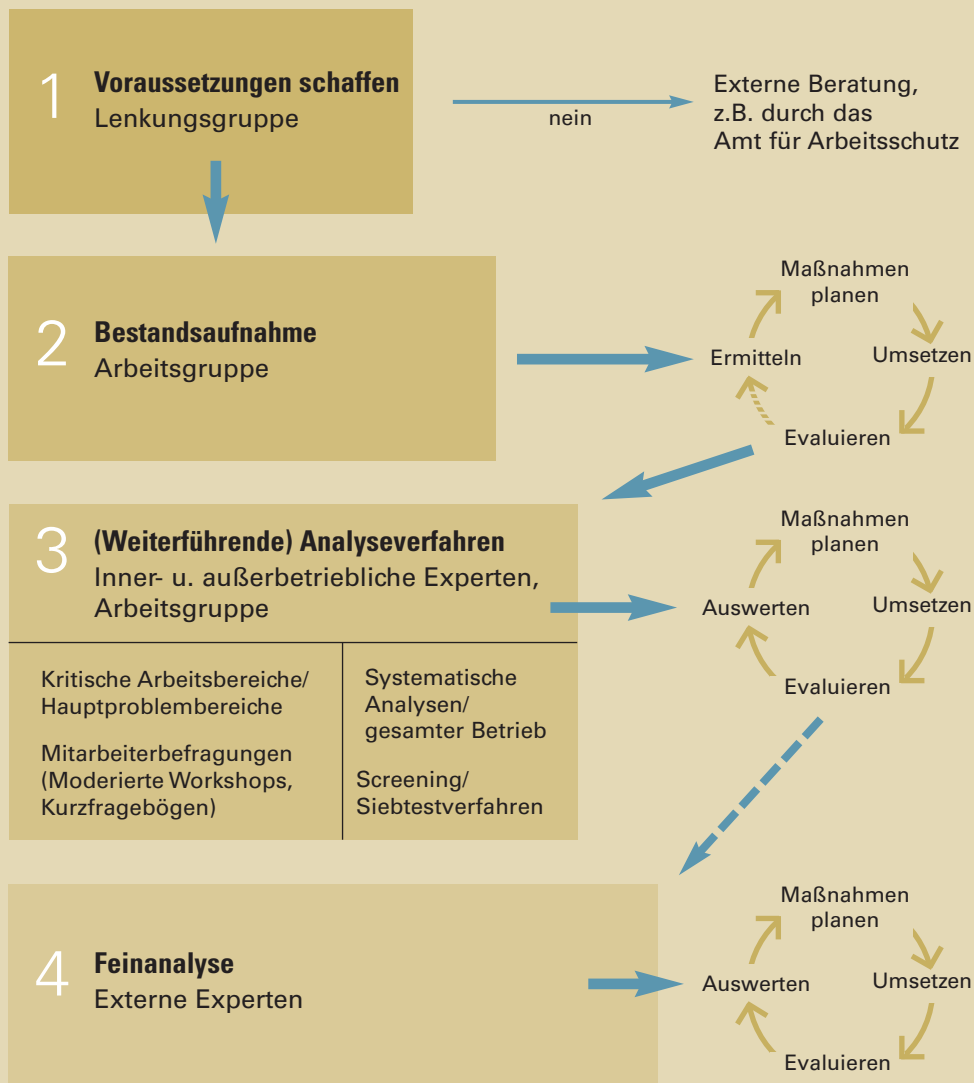 1
Voraussetzungen schaffen
Lenkungsgruppe
nein
Externe Beratung,
z.B. durch das
Amt für Arbeitsschutz
2
Bestandsaufnahme
Arbeitsgruppe
Maßnahmen
planen
Ermitteln
Umsetzen
Evaluieren
3
(Weiterführende) Analyseverfahren
Inner- u. außerbetriebliche Experten,
Arbeitsgruppe
Maßnahmen
planen
Auswerten
Umsetzen
Evaluieren
Kritische Arbeitsbereiche/
Hauptproblembereiche
Mitarbeiterbefragungen
(Moderierte Workshops,
Kurzfragebögen)
Systematische
Analysen/
gesamter Betrieb
Screening/
Siebtestverfahren
4
Feinanalyse
Externe Experten
Maßnahmen
planen
Auswerten
Umsetzen
Evaluieren